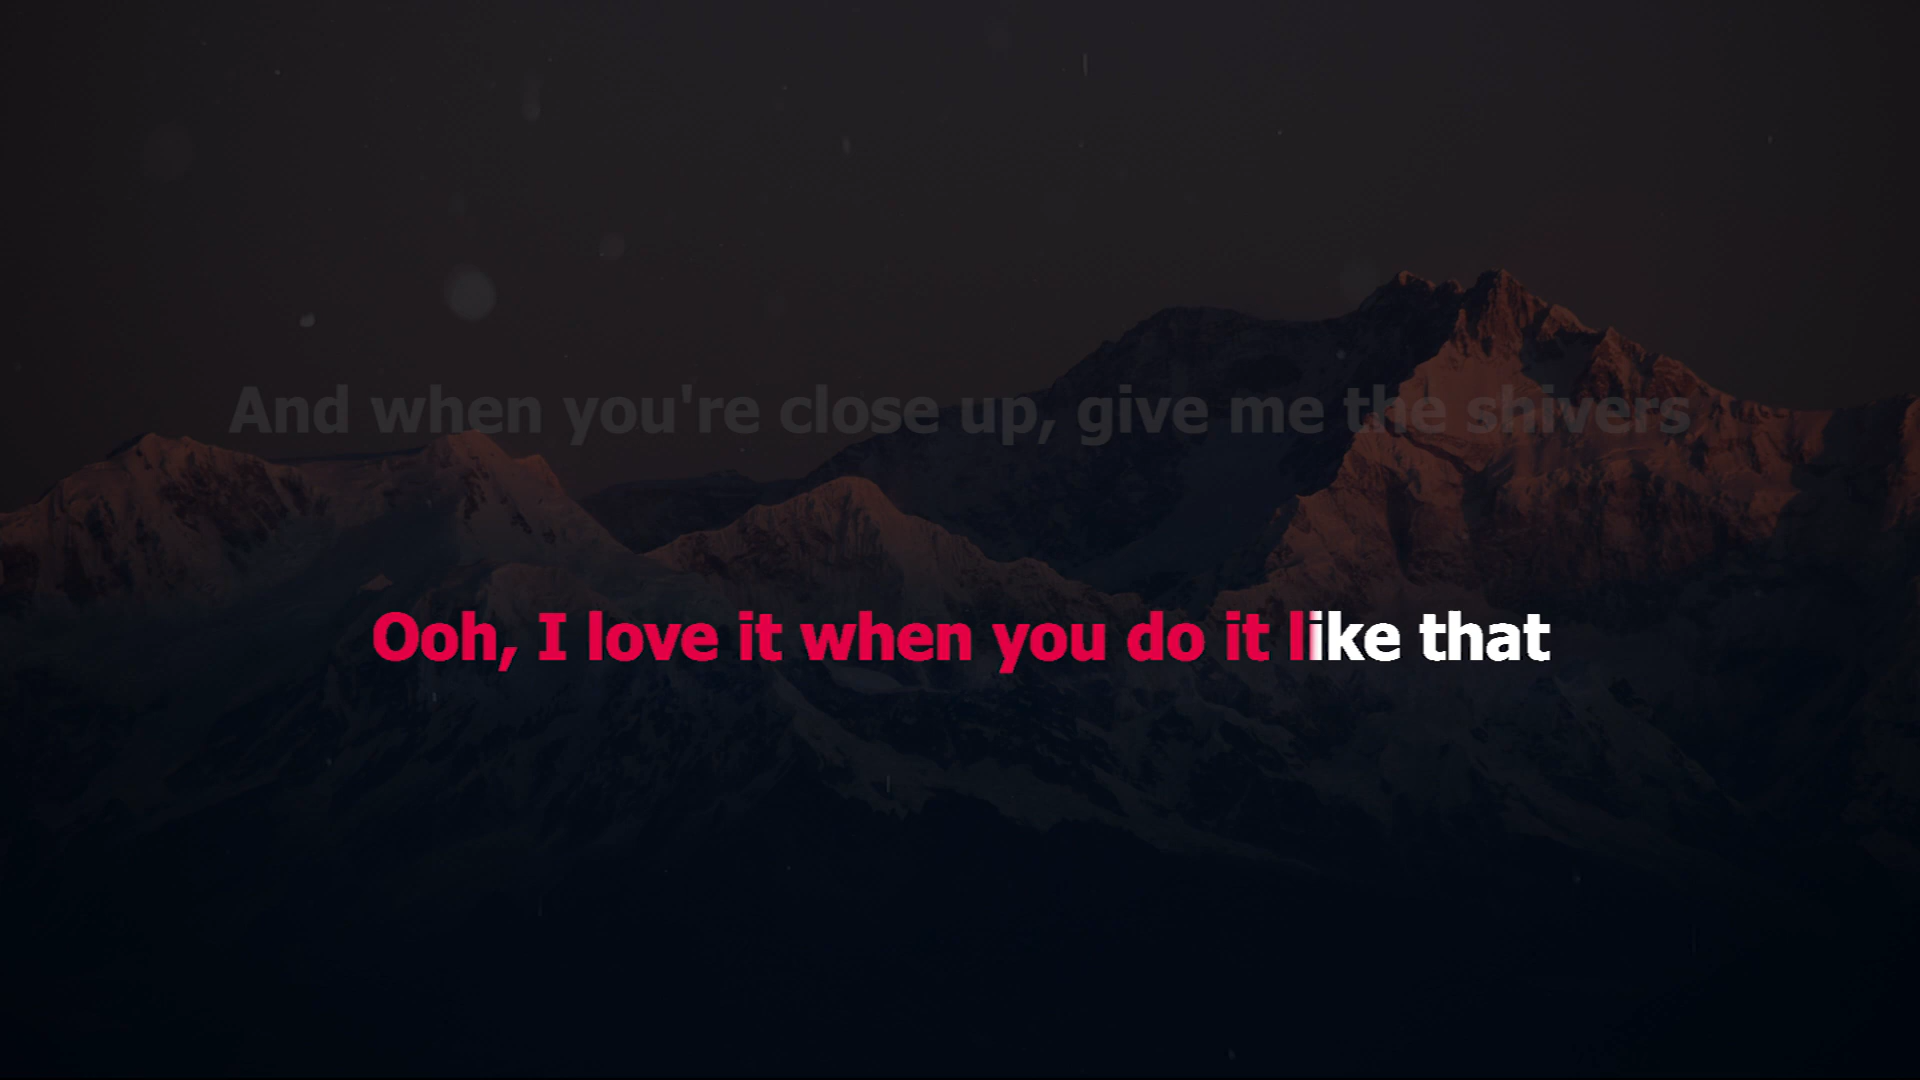 And when you're close up, give me the shivers
Ooh, I love it when you do it like that